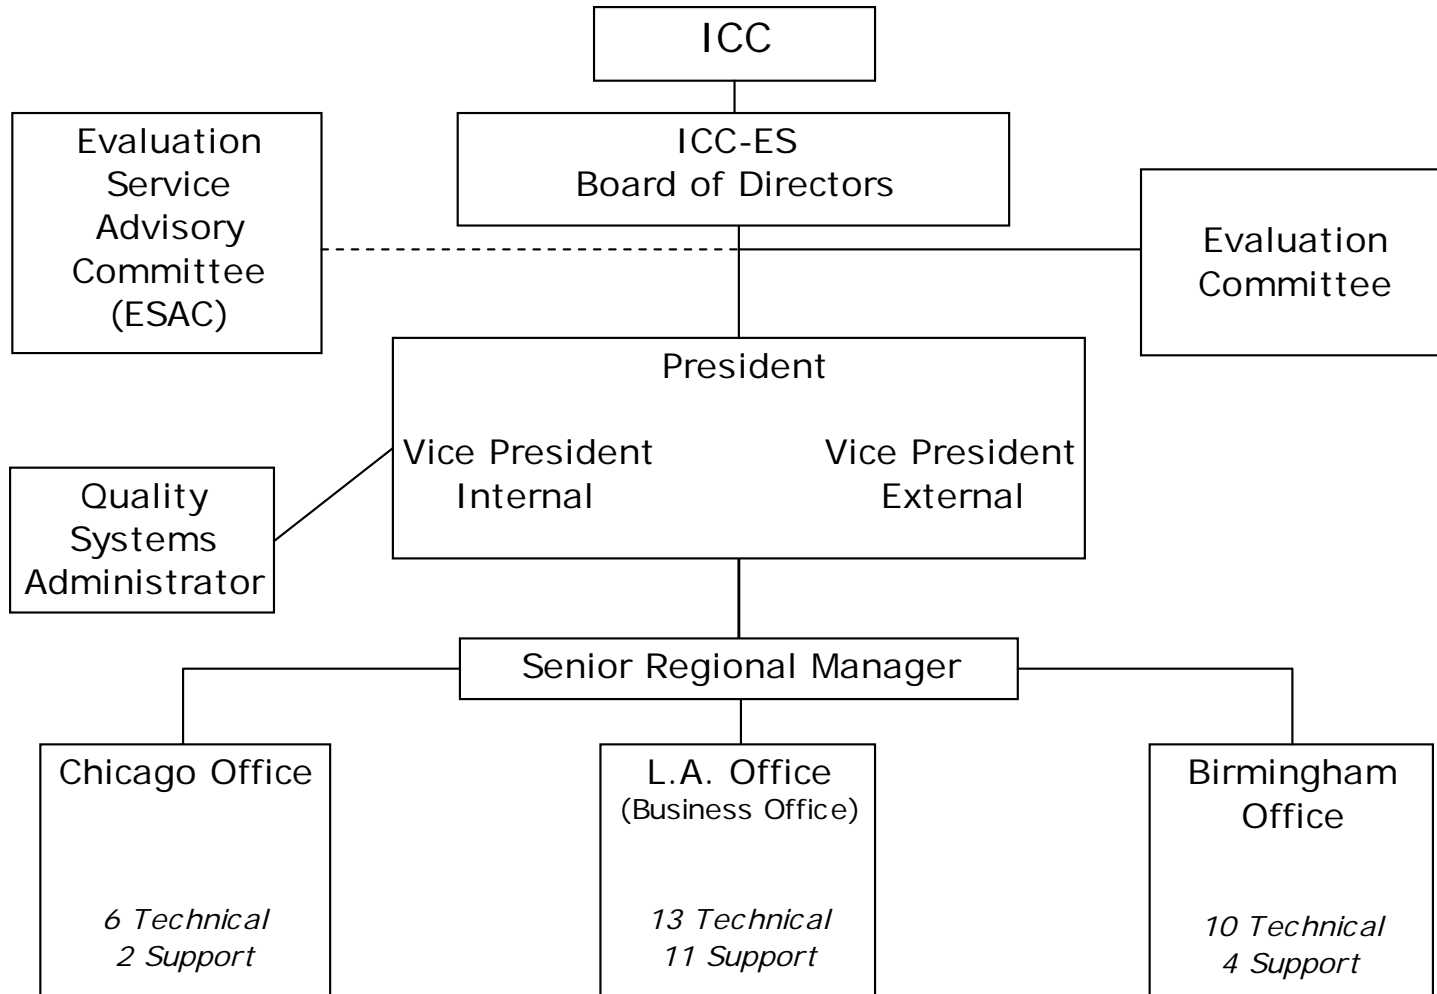 ICC
ICC-ES
Board of Directors
Evaluation
Service
Advisory
Committee
(ESAC)
Evaluation
Committee
President
Vice President
Internal
Vice President
External
Quality
Systems
Administrator
Senior Regional Manager
Chicago Office
6 Technical
2 Support
L.A. Office
(Business Office)
13 Technical
11 Support
Birmingham
Office
10 Technical
4 Support